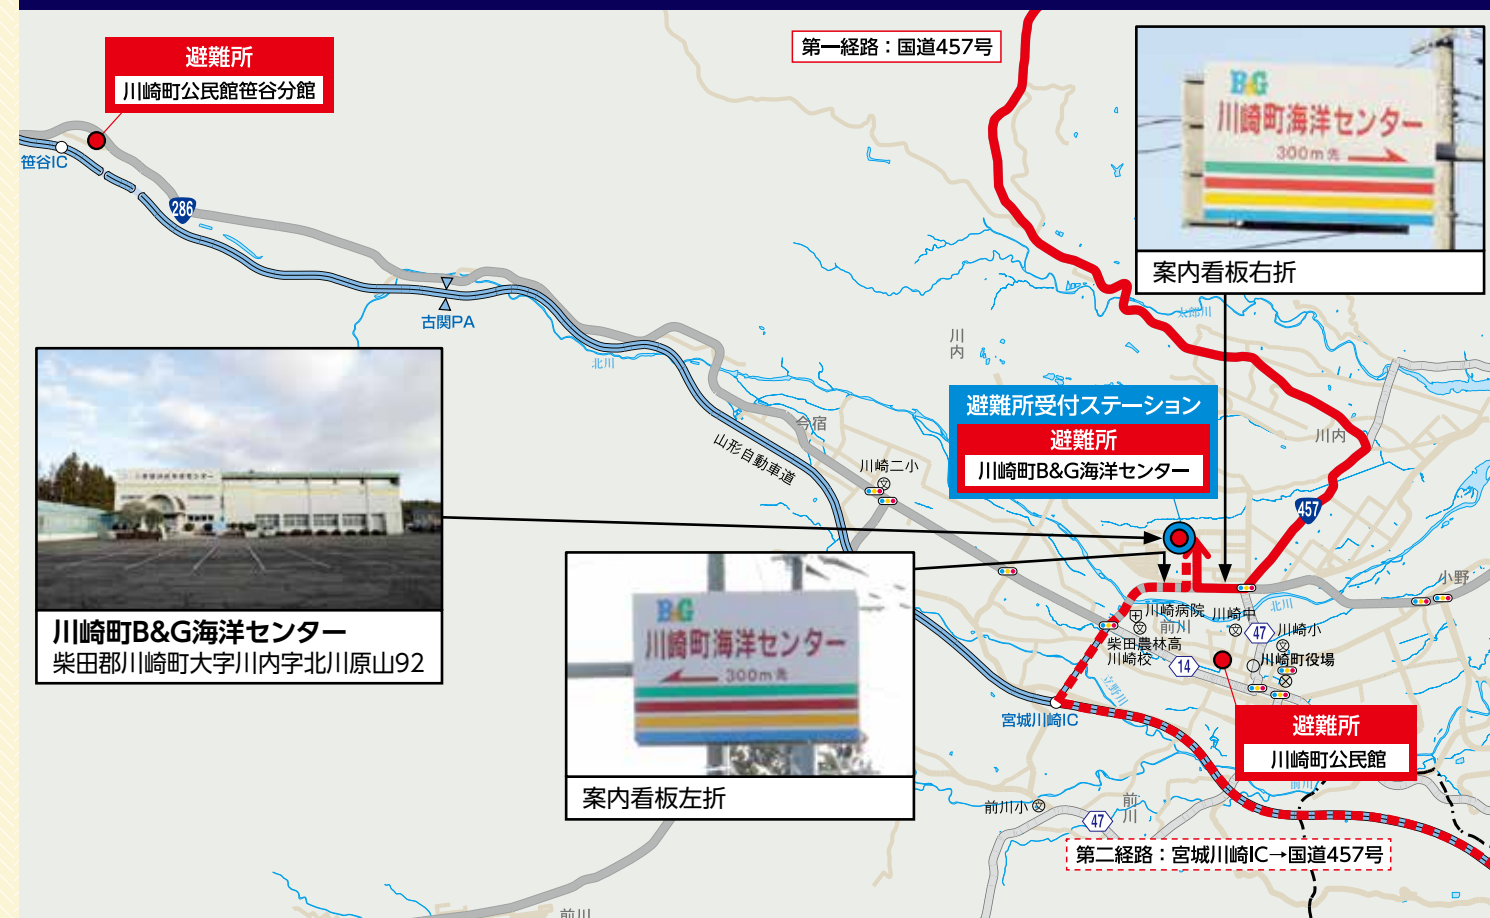 避難所
川崎町公民館笹谷分館
笹谷IC
286
古関PA
北川
第一経路：国道457号
B&G
川崎町海洋センター
300m先
案内看板右折
太郎川
川内
川内
避難所受付ステーション
避難所
川崎町B&G海洋センター
今宿
山形自動車道
川崎二小
457
小野
川崎町B&G海洋センター
柴田郡川崎町大字川内字北川原山92
B&G
川崎町海洋センター
300m先
案内看板左折
川崎病院
川崎中
北川
前川
47
川崎小
柴田農林高
川崎校
14
川崎町役場
立野川
宮城川崎IC
避難所
川崎町公民館
前川
前川小
前川
47
第二経路：宮城川崎IC→国道457号
前川